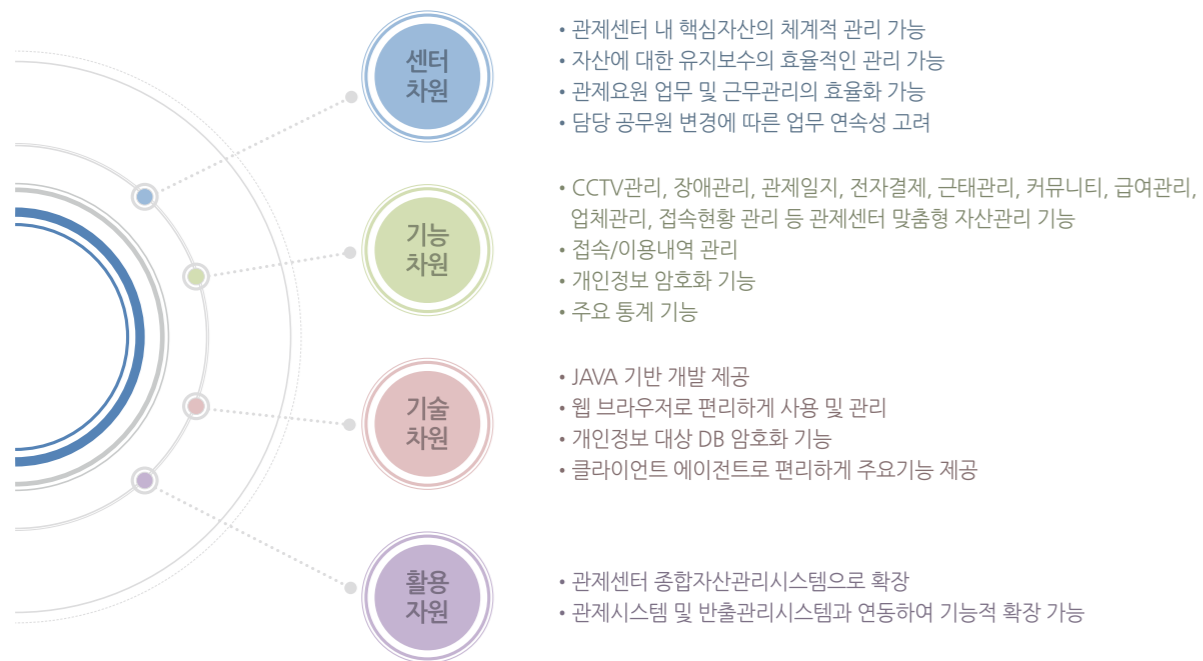 센터
차원
• 관제센터 내 핵심자산의 체계적 관리 가능
• 자산에 대한 유지보수의 효율적인 관리 가능
• 관제요원 업무 및 근무관리의 효율화 가능
• 담당 공무원 변경에 따른 업무 연속성 고려
기능
차원
• CCTV관리, 장애관리, 관제일지, 전자결제, 근태관리, 커뮤니티, 급여관리,
업체관리, 접속현황 관리 등 관제센터 맞춤형 자산관리 기능
• 접속/이용내역 관리
• 개인정보 암호화 기능
• 주요 통계 기능
기술
차원
• JAVA 기반 개발 제공
• 웹 브라우저로 편리하게 사용 및 관리
• 개인정보 대상 DB 암호화 기능
• 클라이언트 에이전트로 편리하게 주요기능 제공
활용
자원
• 관제센터 종합자산관리시스템으로 확장
• 관제시스템 및 반출관리시스템과 연동하여 기능적 확장 가능